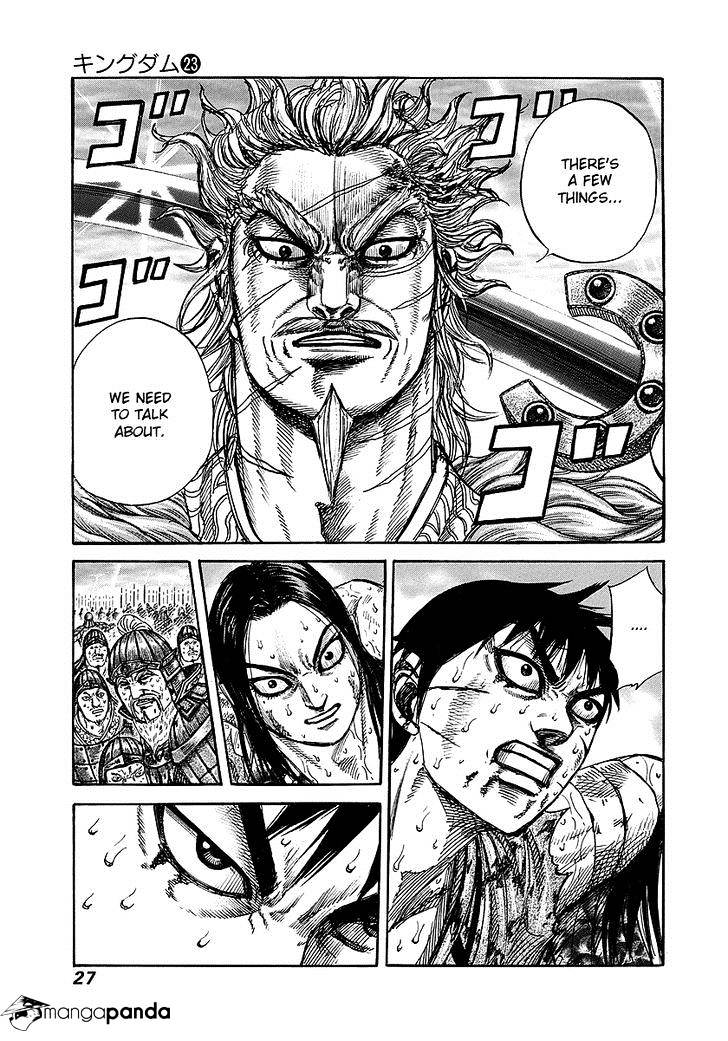 キングダム23
ゴ
THERE'S
A FEW
THINGS...
ゴ
ゴ
WE NEED
TO TALK
ABOUT.
ゴ
....
27
mangapanda